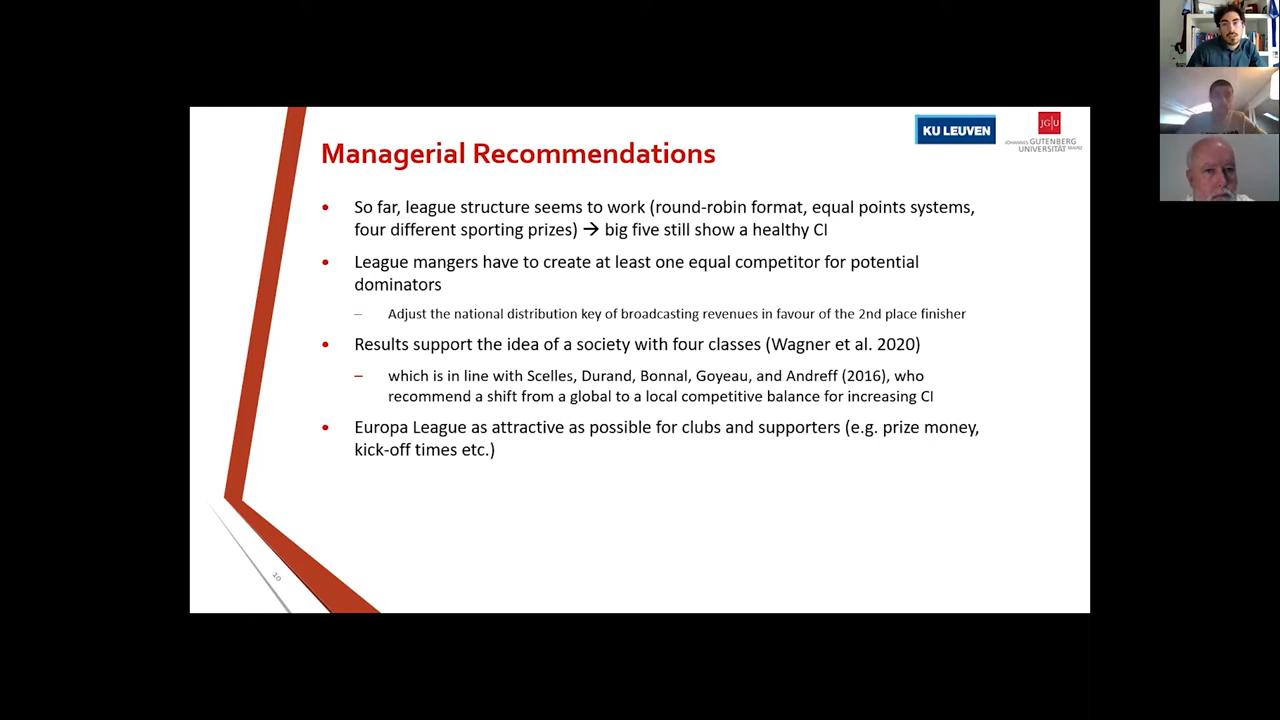 KU LEUVEN
JG|U
JOHANNES GUTENBERG
UNIVERSITÄT MAINZ
Managerial Recommendations
• So far, league structure seems to work (round-robin format, equal points systems,
four different sporting prizes) → big five still show a healthy CI
• League mangers have to create at least one equal competitor for potential
dominators
– Adjust the national distribution key of broadcasting revenues in favour of the 2nd place finisher
• Results support the idea of a society with four classes (Wagner et al. 2020)
– which is in line with Scelles, Durand, Bonnal, Goyeau, and Andreff (2016), who
recommend a shift from a global to a local competitive balance for increasing CI
• Europa League as attractive as possible for clubs and supporters (e.g. prize money,
kick-off times etc.)
10